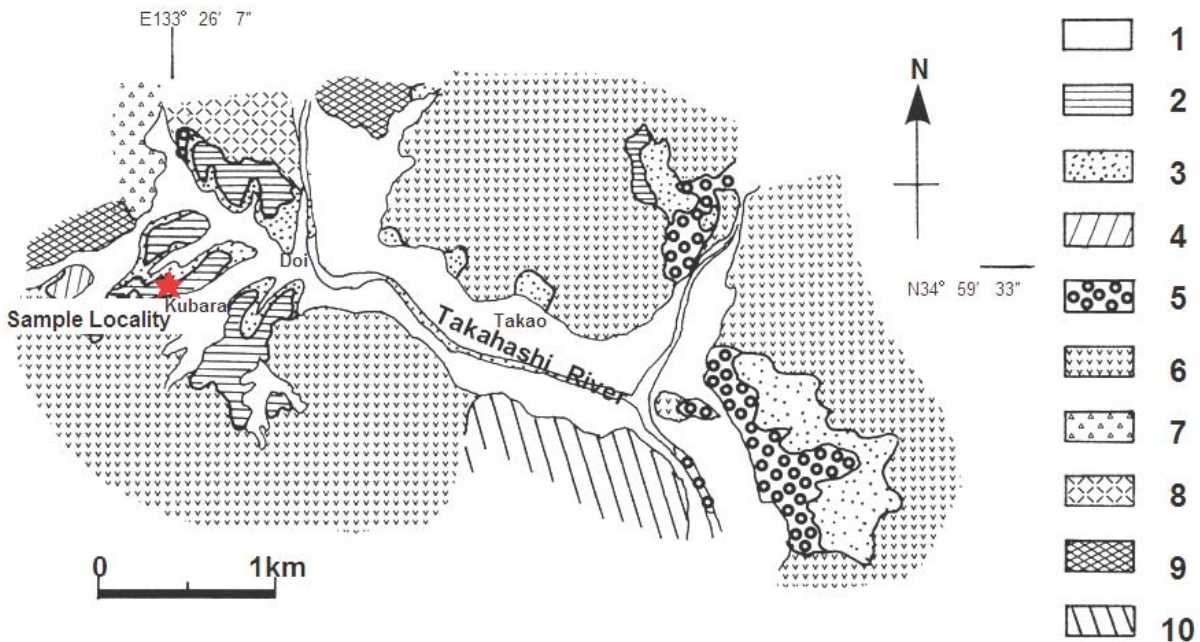 E133° 26′ 7″
N
N34° 59′ 33″
Doi
Kubara
Sample Locality
Takao
Takahashi River
0 1km
1
2
3
4
5
6
7
8
9
10